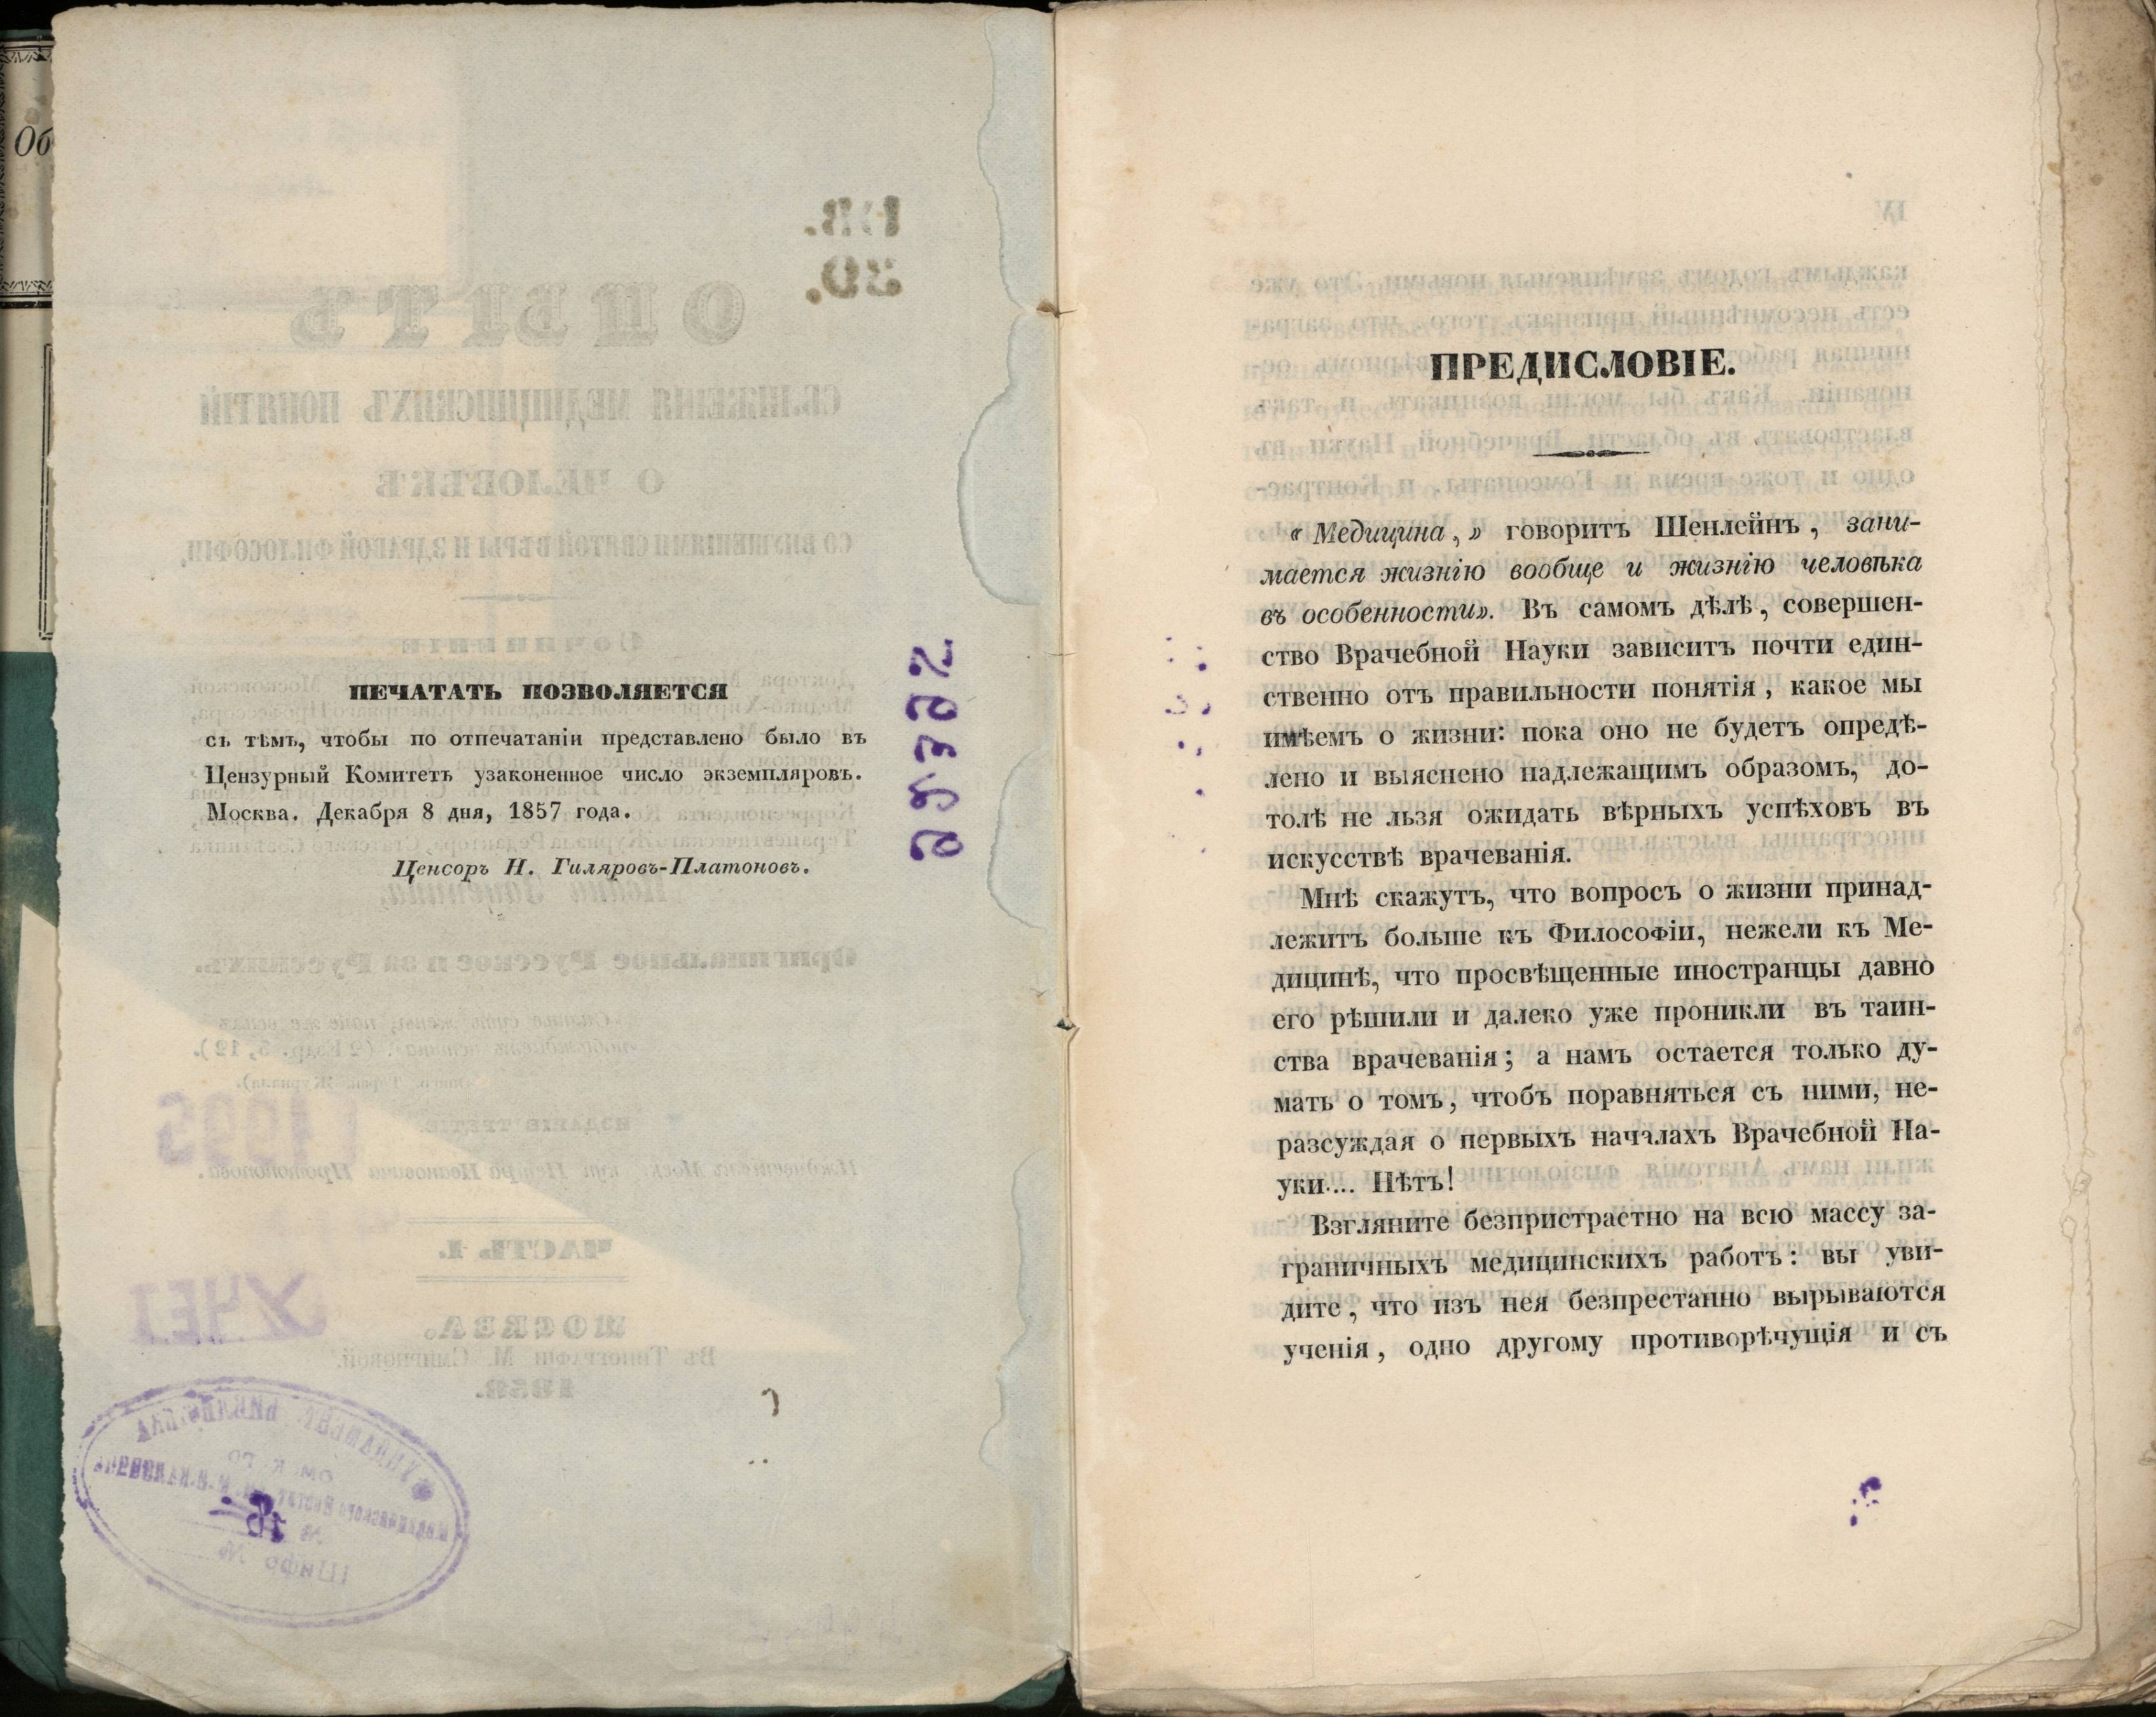 Об
ПЕЧАТАТЬ ПОЗВОЛЯЕТСЯ
съ тѣмъ, чтобы по отпечатаніи представлено было въ
Цензурный Комитетъ узаконенное число экземпляровъ.
Москва. Декабря 8 дня, 1857 года.
Ценсоръ Н. Гиляровъ-Платоновъ.
ПРЕДИСЛОВІЕ.
« Медицина, » говоритъ Шенлейнъ, зани-
мается жизнію вообще и жизнію человѣка
въ особенности». Въ самомъ дѣлѣ, совершен-
ство Врачебной Науки зависитъ почти един-
ственно отъ правильности понятія, какое мы
имѣемъ о жизни: пока оно не будетъ опредѣ-
лено и выяснено надлежащимъ образомъ, до-
толѣ не льзя ожидать вѣрныхъ успѣховъ въ
искусствѣ врачеванія.
Мнѣ скажутъ, что вопросъ о жизни принад-
лежитъ больше къ Философіи, нежели къ Ме-
дицинѣ, что просвѣщенные иностранцы давно
его рѣшили и далеко уже проникли въ таин-
ства врачеванія; а намъ остается только ду-
мать о томъ, чтобъ поравняться съ ними, не-
разсуждая о первыхъ началахъ Врачебной На-
уки.... Нѣтъ!
Взгляните безпристрастно на всю массу за-
граничныхъ медицинскихъ работъ: вы уви-
дите, что изъ нея безпрестанно вырываются
ученія, одно другому противорѣчущія и съ